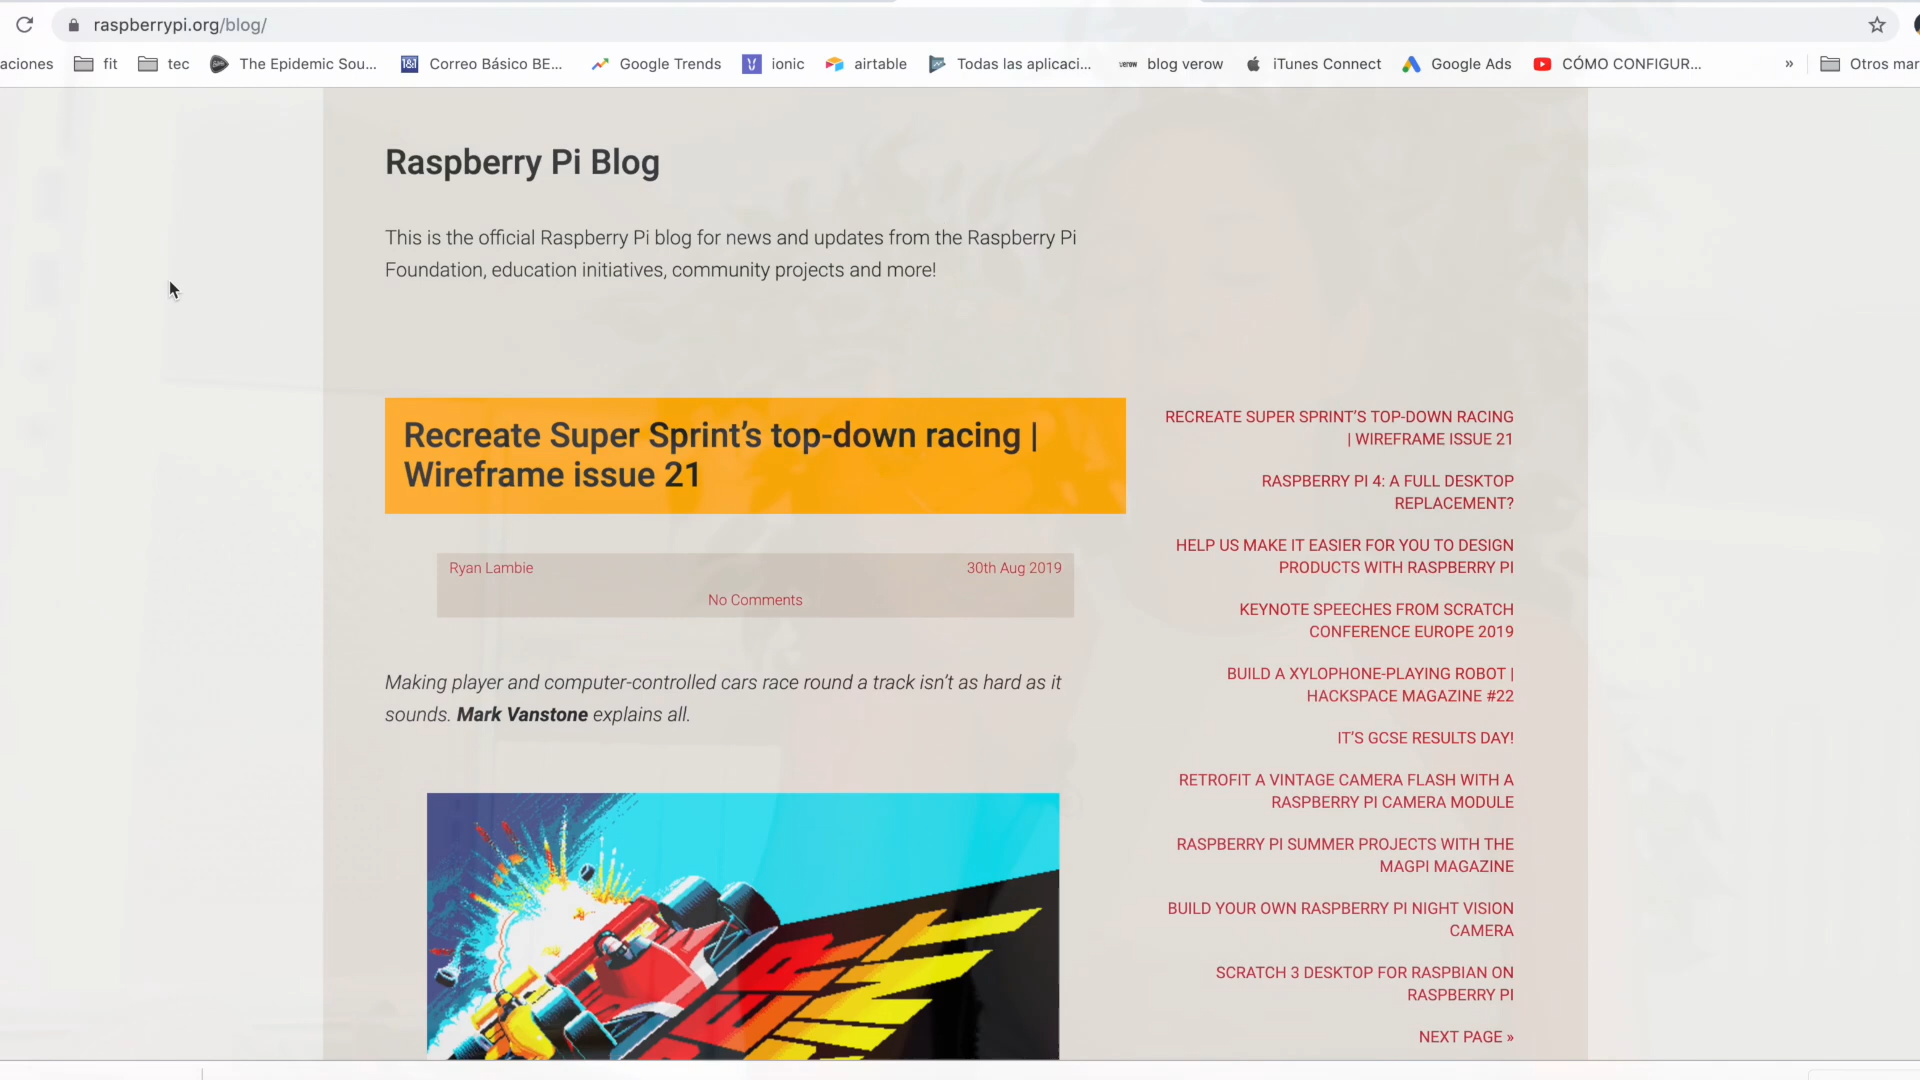 raspberrypi.org/blog/
aciones fit tec The Epidemic Sou... Correo Básico BE... Google Trends ionic airtable Todas las aplicaci... verow blog verow iTunes Connect Google Ads CÓMO CONFIGUR... » Otros mar
Raspberry Pi Blog
This is the official Raspberry Pi blog for news and updates from the Raspberry Pi
Foundation, education initiatives, community projects and more!
Recreate Super Sprint’s top-down racing |
Wireframe issue 21
Ryan Lambie 30th Aug 2019
No Comments
Making player and computer-controlled cars race round a track isn’t as hard as it
sounds. Mark Vanstone explains all.
RECREATE SUPER SPRINT’S TOP-DOWN RACING
| WIREFRAME ISSUE 21
RASPBERRY PI 4: A FULL DESKTOP
REPLACEMENT?
HELP US MAKE IT EASIER FOR YOU TO DESIGN
PRODUCTS WITH RASPBERRY PI
KEYNOTE SPEECHES FROM SCRATCH
CONFERENCE EUROPE 2019
BUILD A XYLOPHONE-PLAYING ROBOT |
HACKSPACE MAGAZINE #22
IT’S GCSE RESULTS DAY!
RETROFIT A VINTAGE CAMERA FLASH WITH A
RASPBERRY PI CAMERA MODULE
RASPBERRY PI SUMMER PROJECTS WITH THE
MAGPI MAGAZINE
BUILD YOUR OWN RASPBERRY PI NIGHT VISION
CAMERA
SCRATCH 3 DESKTOP FOR RASPBIAN ON
RASPBERRY PI
NEXT PAGE »